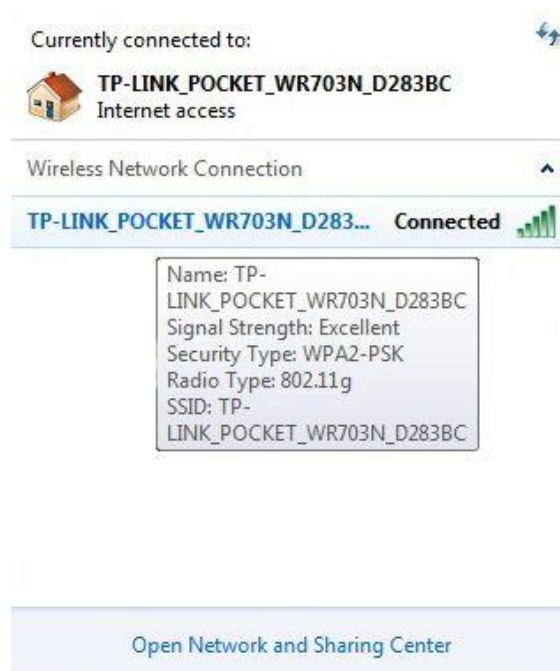 Currently connected to:
TP-LINK_POCKET_WR703N_D283BC
Internet access
Wireless Network Connection
TP-LINK_POCKET_WR703N_D283... Connected
Name: TP-
LINK_POCKET_WR703N_D283BC
Signal Strength: Excellent
Security Type: WPA2-PSK
Radio Type: 802.11g
SSID: TP-
LINK_POCKET_WR703N_D283BC
Open Network and Sharing Center